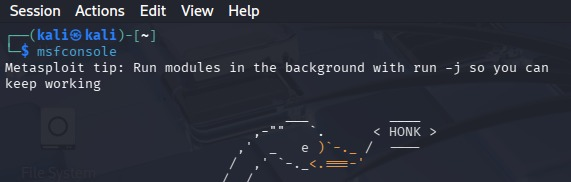 Session Actions Edit View Help
┌──(kali㉿kali)-[~]
└─$ msfconsole
Metasploit tip: Run modules in the background with run -j so you can
keep working
< HONK >
e
File System